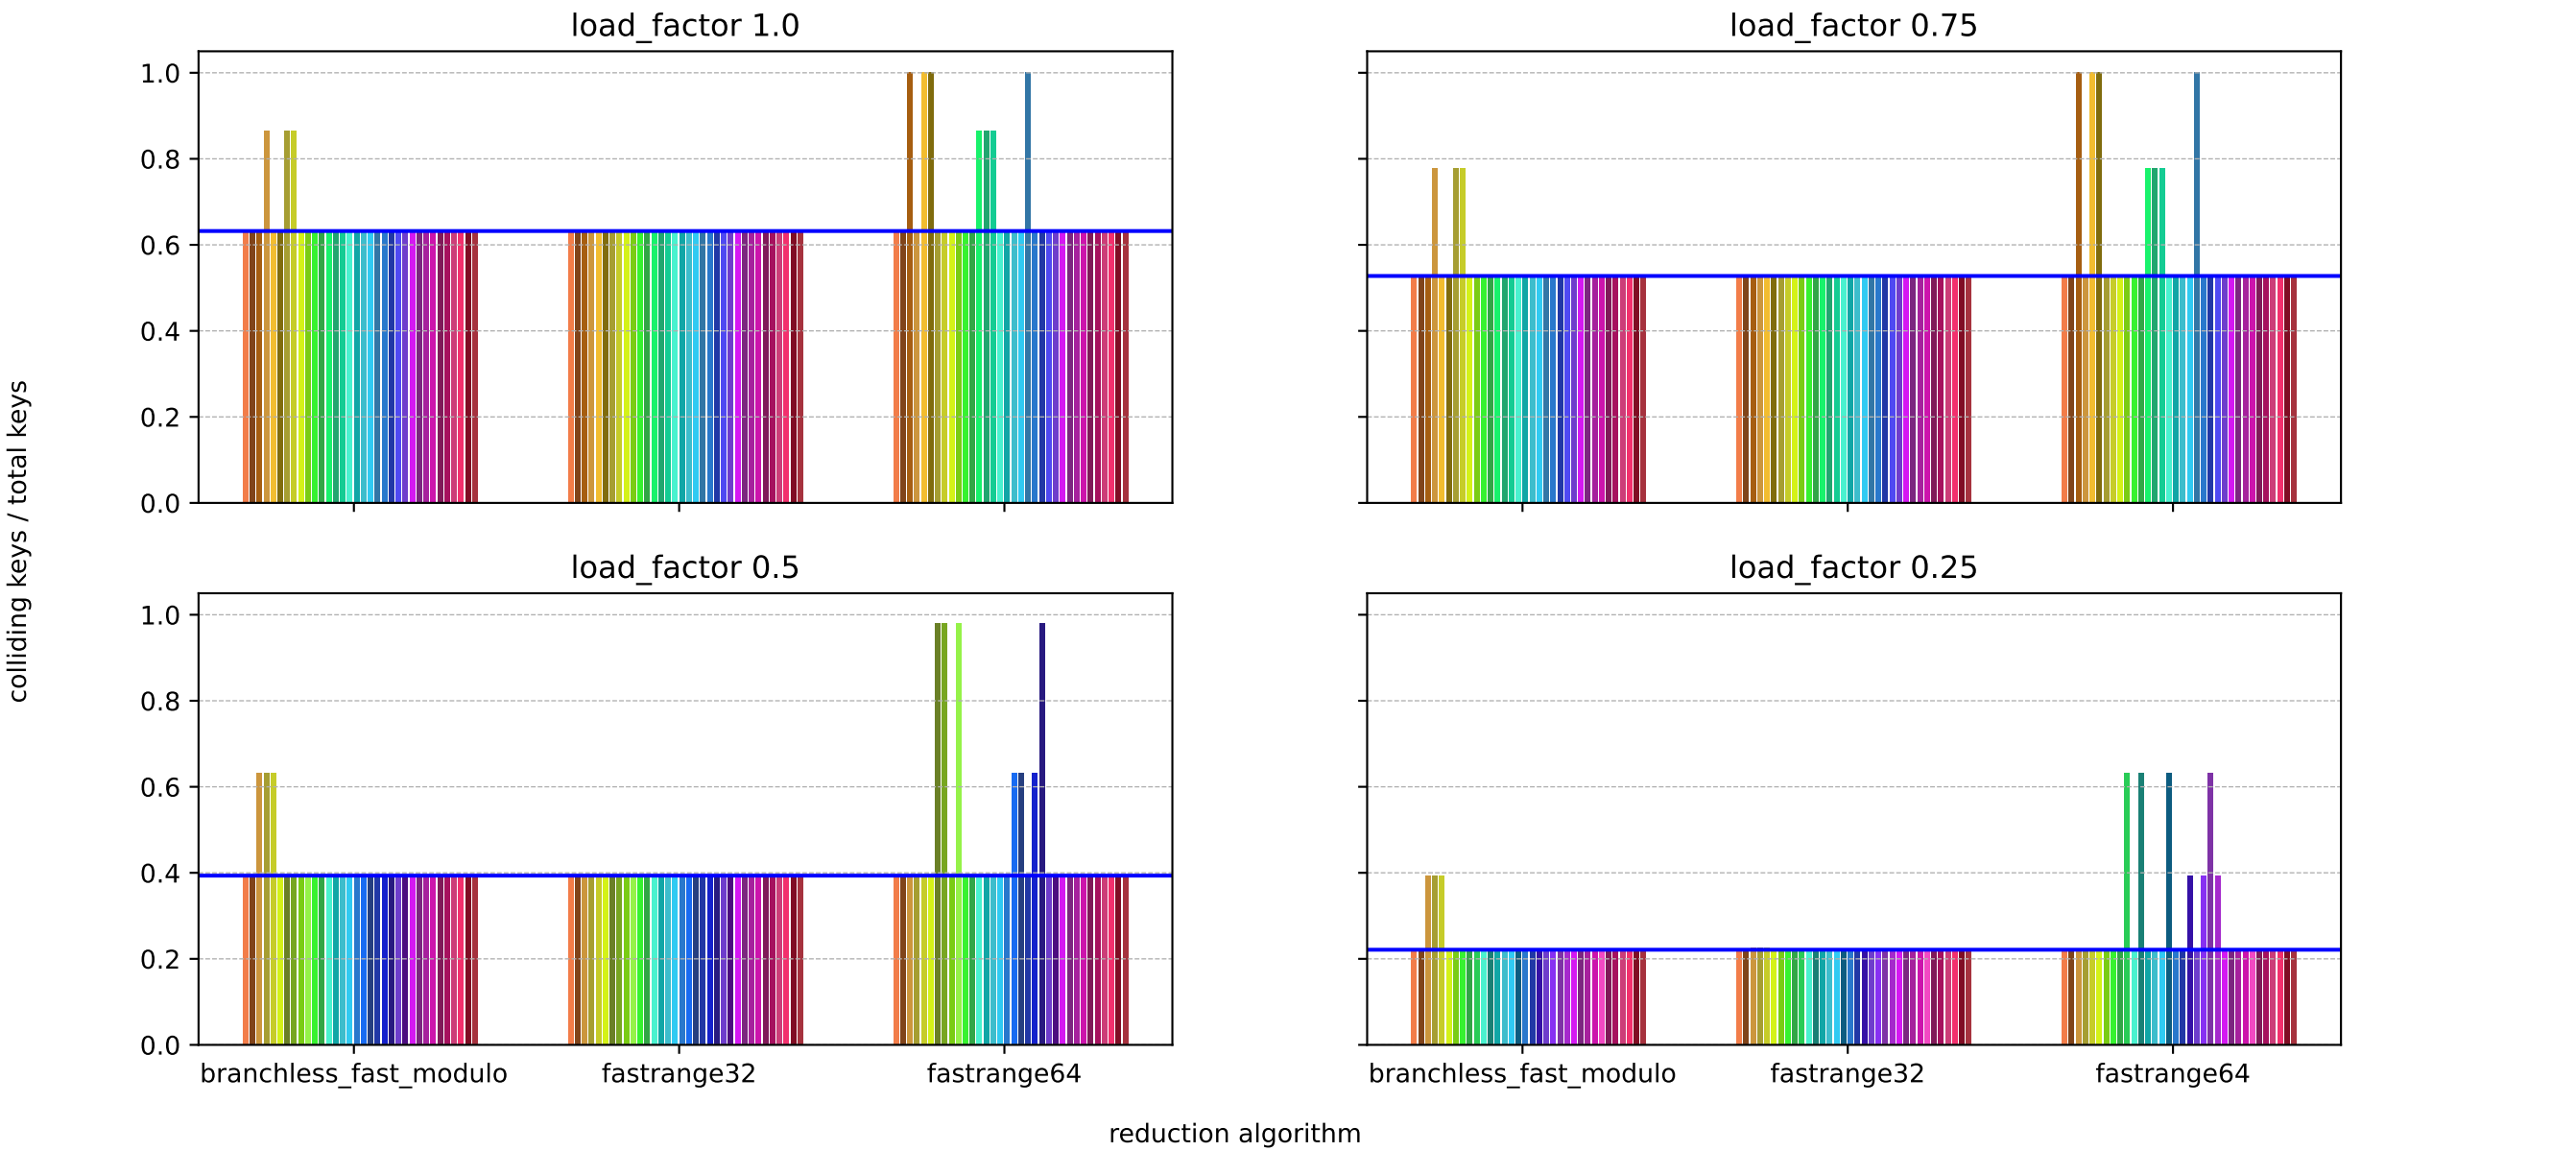 load_factor 1.0
load_factor 0.75
1.0
0.8
0.6
0.4
0.2
0.0
colliding keys / total keys
load_factor 0.5
load_factor 0.25
1.0
0.8
0.6
0.4
0.2
0.0
branchless_fast_modulo
fastrange32
fastrange64
branchless_fast_modulo
fastrange32
fastrange64
reduction algorithm